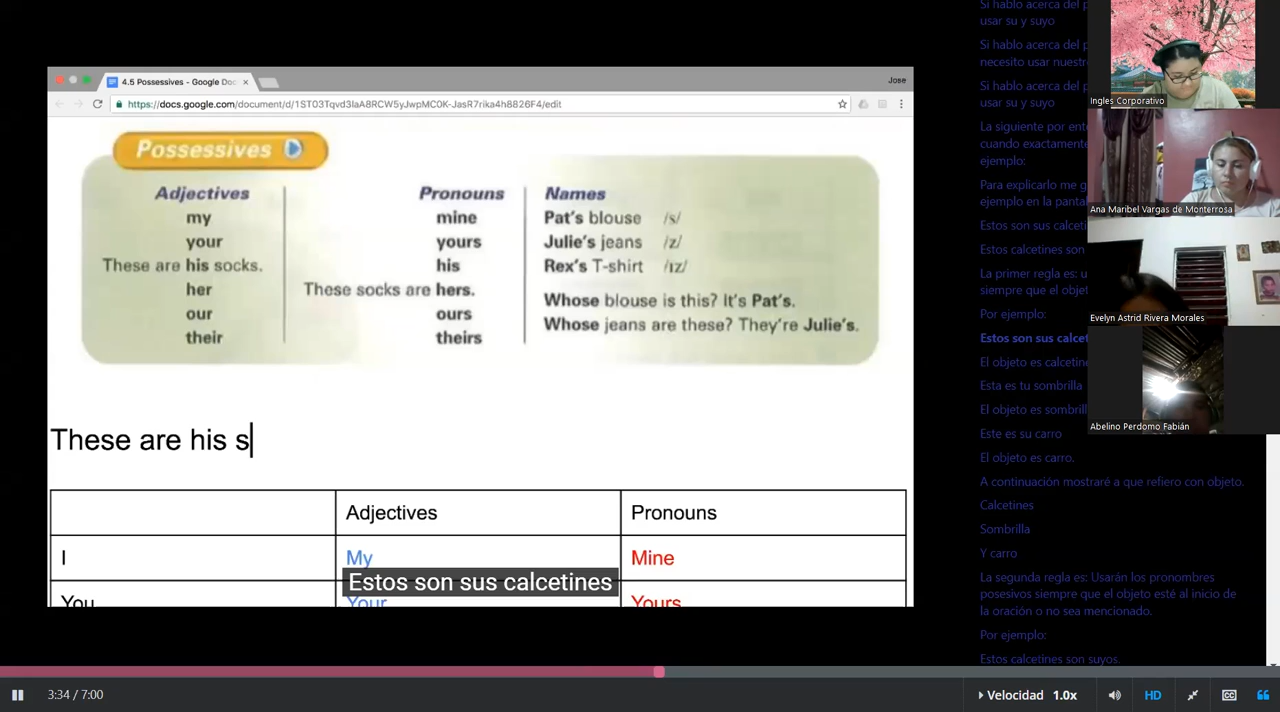 4.5 Possessives - Google Doc
Jose
https://docs.google.com/document/d/1ST03Tqvd3laA8RCW5yJwpMC0K-JasR7rika4h8826F4/edit
Possessives
Adjectives Pronouns Names
my mine Pat's blouse /s/
your yours Julie's jeans /z/
These are his socks. his Rex's T-shirt /ɪz/
her These socks are hers.
our ours Whose blouse is this? It's Pat's.
their theirs Whose jeans are these? They're Julie's.
These are his s
Adjectives Pronouns
I My Mine
You Your Yours
Estos son sus calcetines
Si hablo acerca del p
usar su y suyo
Si hablo acerca del p
necesito usar nuestr
Si hablo acerca del p
usar su y suyo
La siguiente por ent
cuando exactamente
ejemplo:
Para explicarlo me g
ejemplo en la pantal
Estos son sus calceti
Estos calcetines son
La primer regla es: u
siempre que el objet
Por ejemplo:
Estos son sus calcet
El objeto es calcetine
Esta es tu sombrilla
El objeto es sombrill
Este es su carro
El objeto es carro.
A continuación mostraré a que refiero con objeto.
Calcetines
Sombrilla
Y carro
La segunda regla es: Usarán los pronombres
posesivos siempre que el objeto esté al inicio de
la oración o no sea mencionado.
Por ejemplo:
Estos calcetines son suyos.
Ingles Corporativo
Ana Maribel Vargas de Monterrosa
Evelyn Astrid Rivera Morales
Abelino Perdomo Fabián
3:34 / 7:00
Velocidad 1.0x
HD
CC